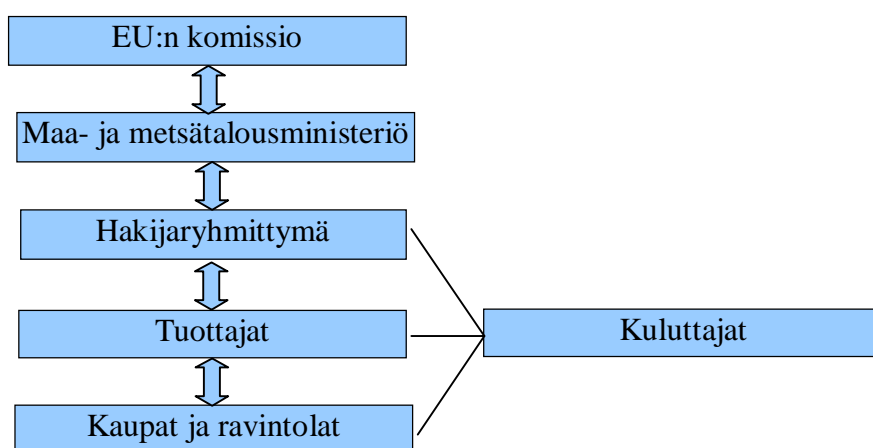 EU:n komissio
Maa- ja metsätalousministeriö
Hakijaryhmittymä
Tuottajat
Kuluttajat
Kaupat ja ravintolat